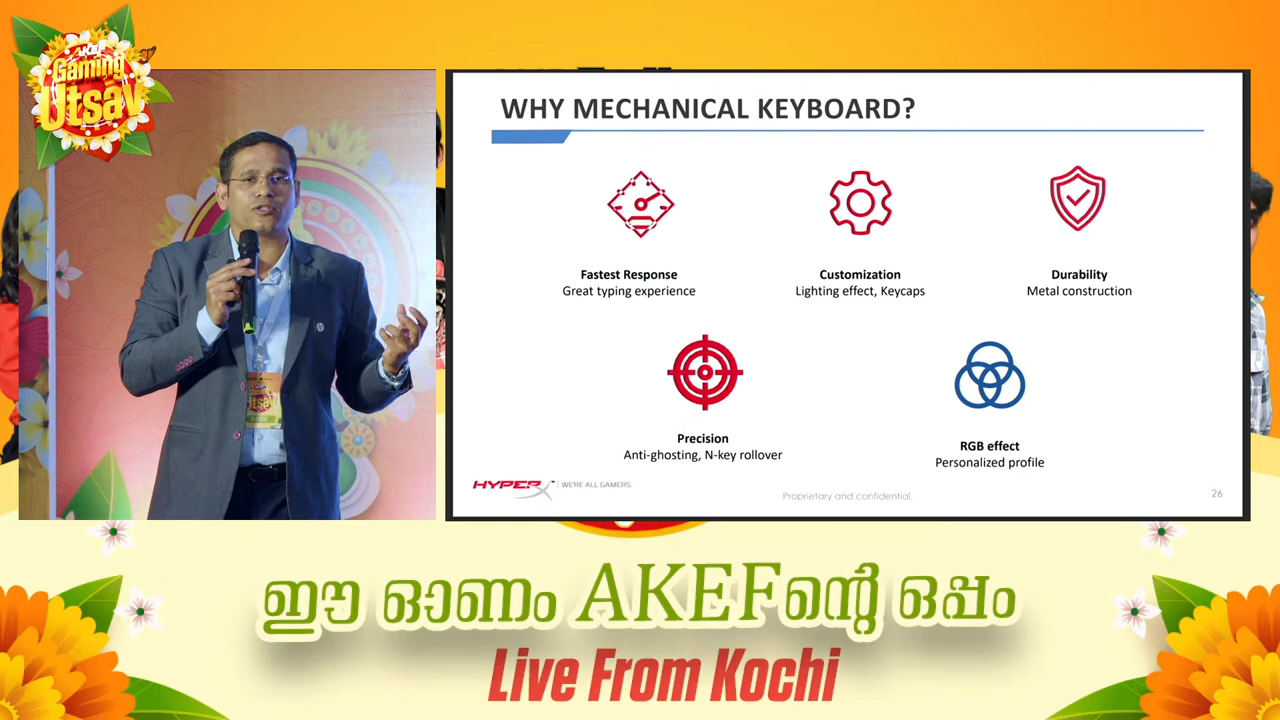 AKEF
Gaming
Utsav
WHY MECHANICAL KEYBOARD?
Fastest Response
Great typing experience
Customization
Lighting effect, Keycaps
Durability
Metal construction
Precision
Anti-ghosting, N-key rollover
RGB effect
Personalized profile
HYPERX™ | WE'RE ALL GAMERS.
Proprietary and confidential.
26
ഈ ഓണം AKEFന്റെ ഒപ്പം
Live From Kochi